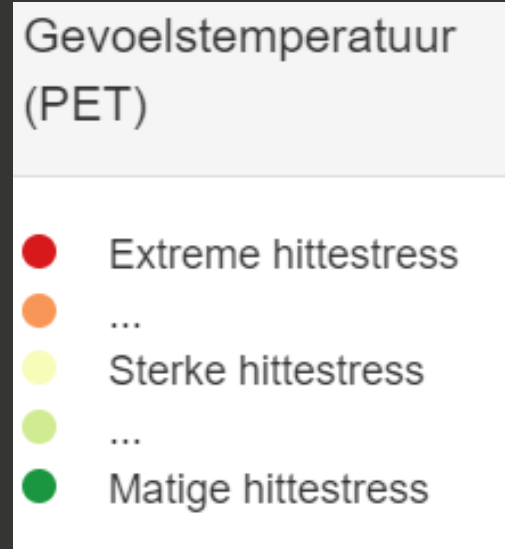 Gevoelstemperatuur
(PET)
Extreme hittestress
...
Sterke hittestress
...
Matige hittestress